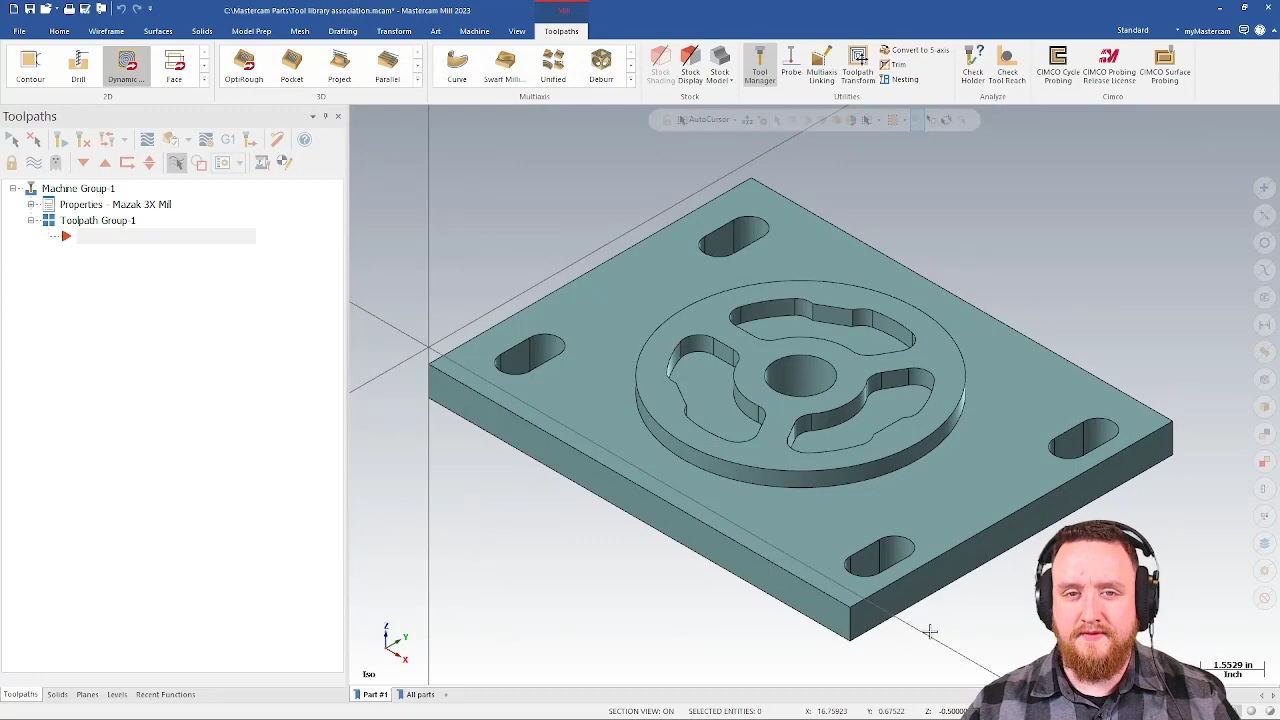 C:\Mastercam Parts\Tool library association.mcam* - Mastercam Mill 2023
Mill
File
Home
Wireframe
Surfaces
Solids
Model Prep
Mesh
Drafting
Transform
Art
Machine
View
Toolpaths
Standard
myMastercam
Contour
Drill
Dynamic ...
Face
2D
OptiRough
Pocket
Project
Parallel
3D
Curve
Swarf Milli...
Unified
Deburr
Multiaxis
Stock Shading
Stock Display
Stock Model
Stock
Tool Manager
Probe
Multiaxis Linking
Toolpath Transform
Convert to 5-axis
Trim
Nesting
Utilities
Check Holder
Check Tool Reach
Analyze
CIMCO Cycle Probing
CIMCO Probing Release License
CIMCO Surface Probing
Cimco
Toolpaths
G1
Machine Group-1
Properties - Mazak 3X Mil
Toolpath Group-1
AutoCursor
Z
Y
X
Iso
1.5529 in
Inch
Toolpaths
Solids
Planes
Levels
Recent Functions
Part #1
All parts
+
SECTION VIEW: ON
SELECTED ENTITIES: 0
X: 16.75923
Y: 0.67522
Z: -0.50000